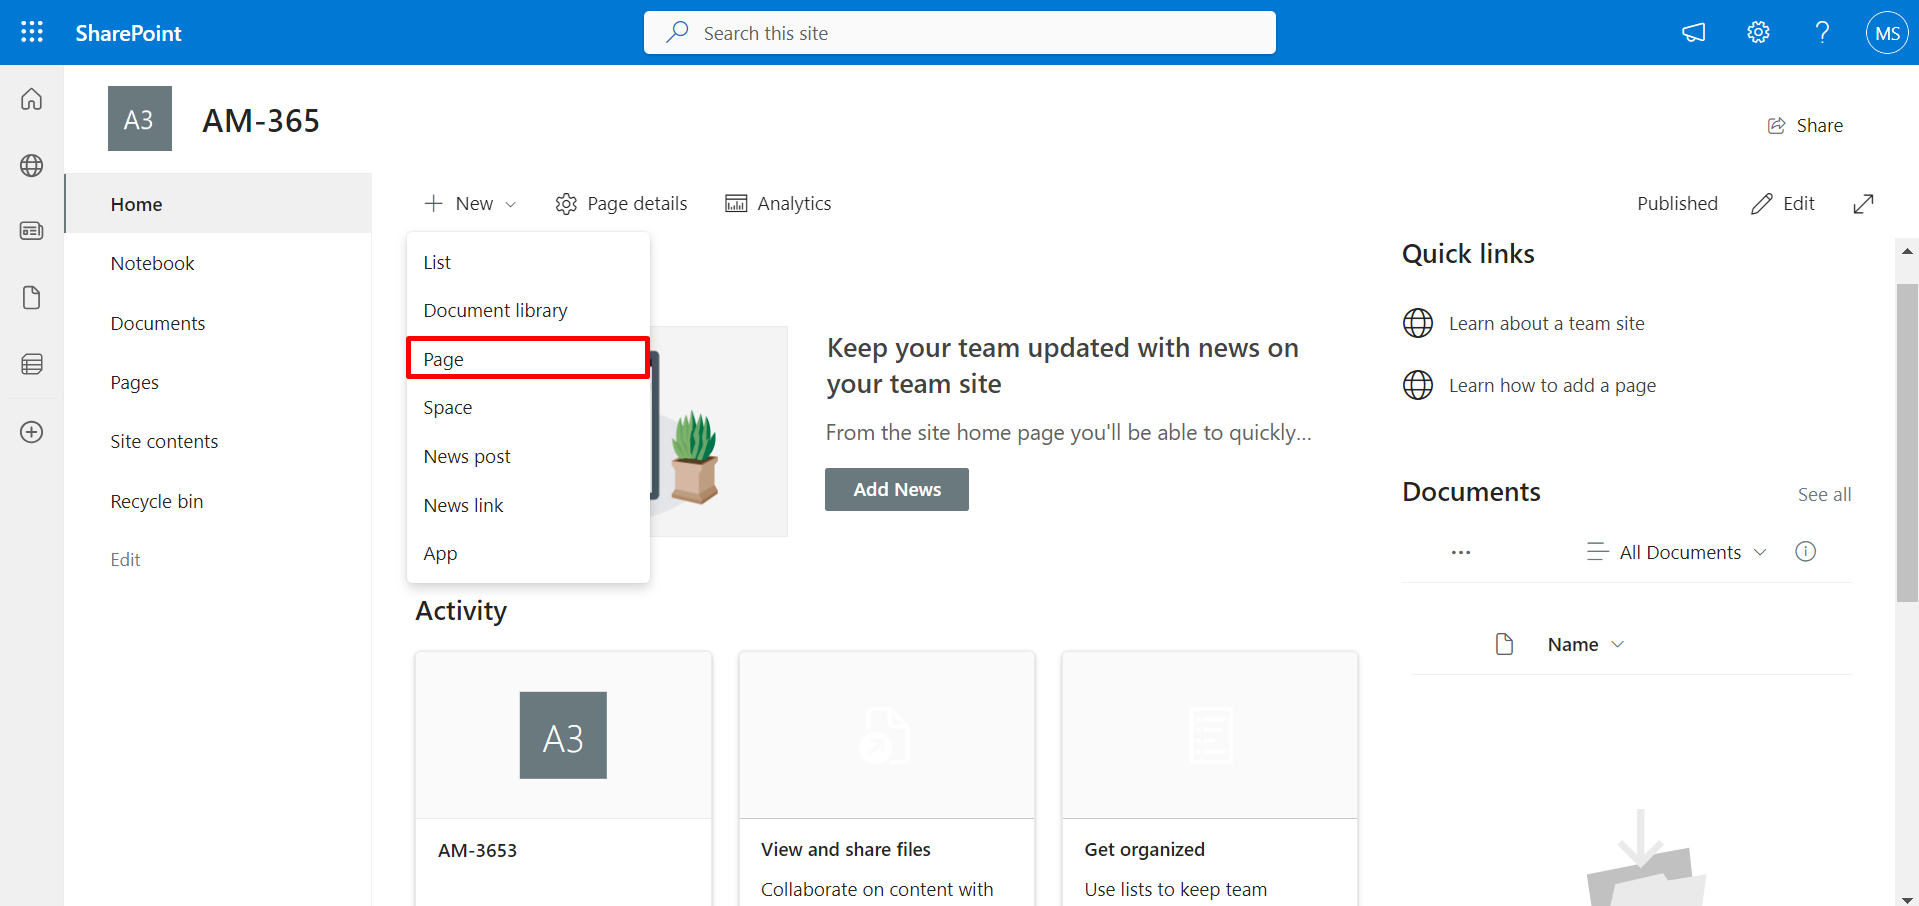 SharePoint
Search this site
MS
A3
AM-365
Share
Home
Notebook
Documents
Pages
Site contents
Recycle bin
Edit
New
Page details
Analytics
Published
Edit
List
Document library
Page
Space
News post
News link
App
Keep your team updated with news on
your team site
From the site home page you'll be able to quickly...
Add News
Quick links
Learn about a team site
Learn how to add a page
Documents
See all
All Documents
Name
Activity
A3
AM-3653
View and share files
Collaborate on content with
Get organized
Use lists to keep team